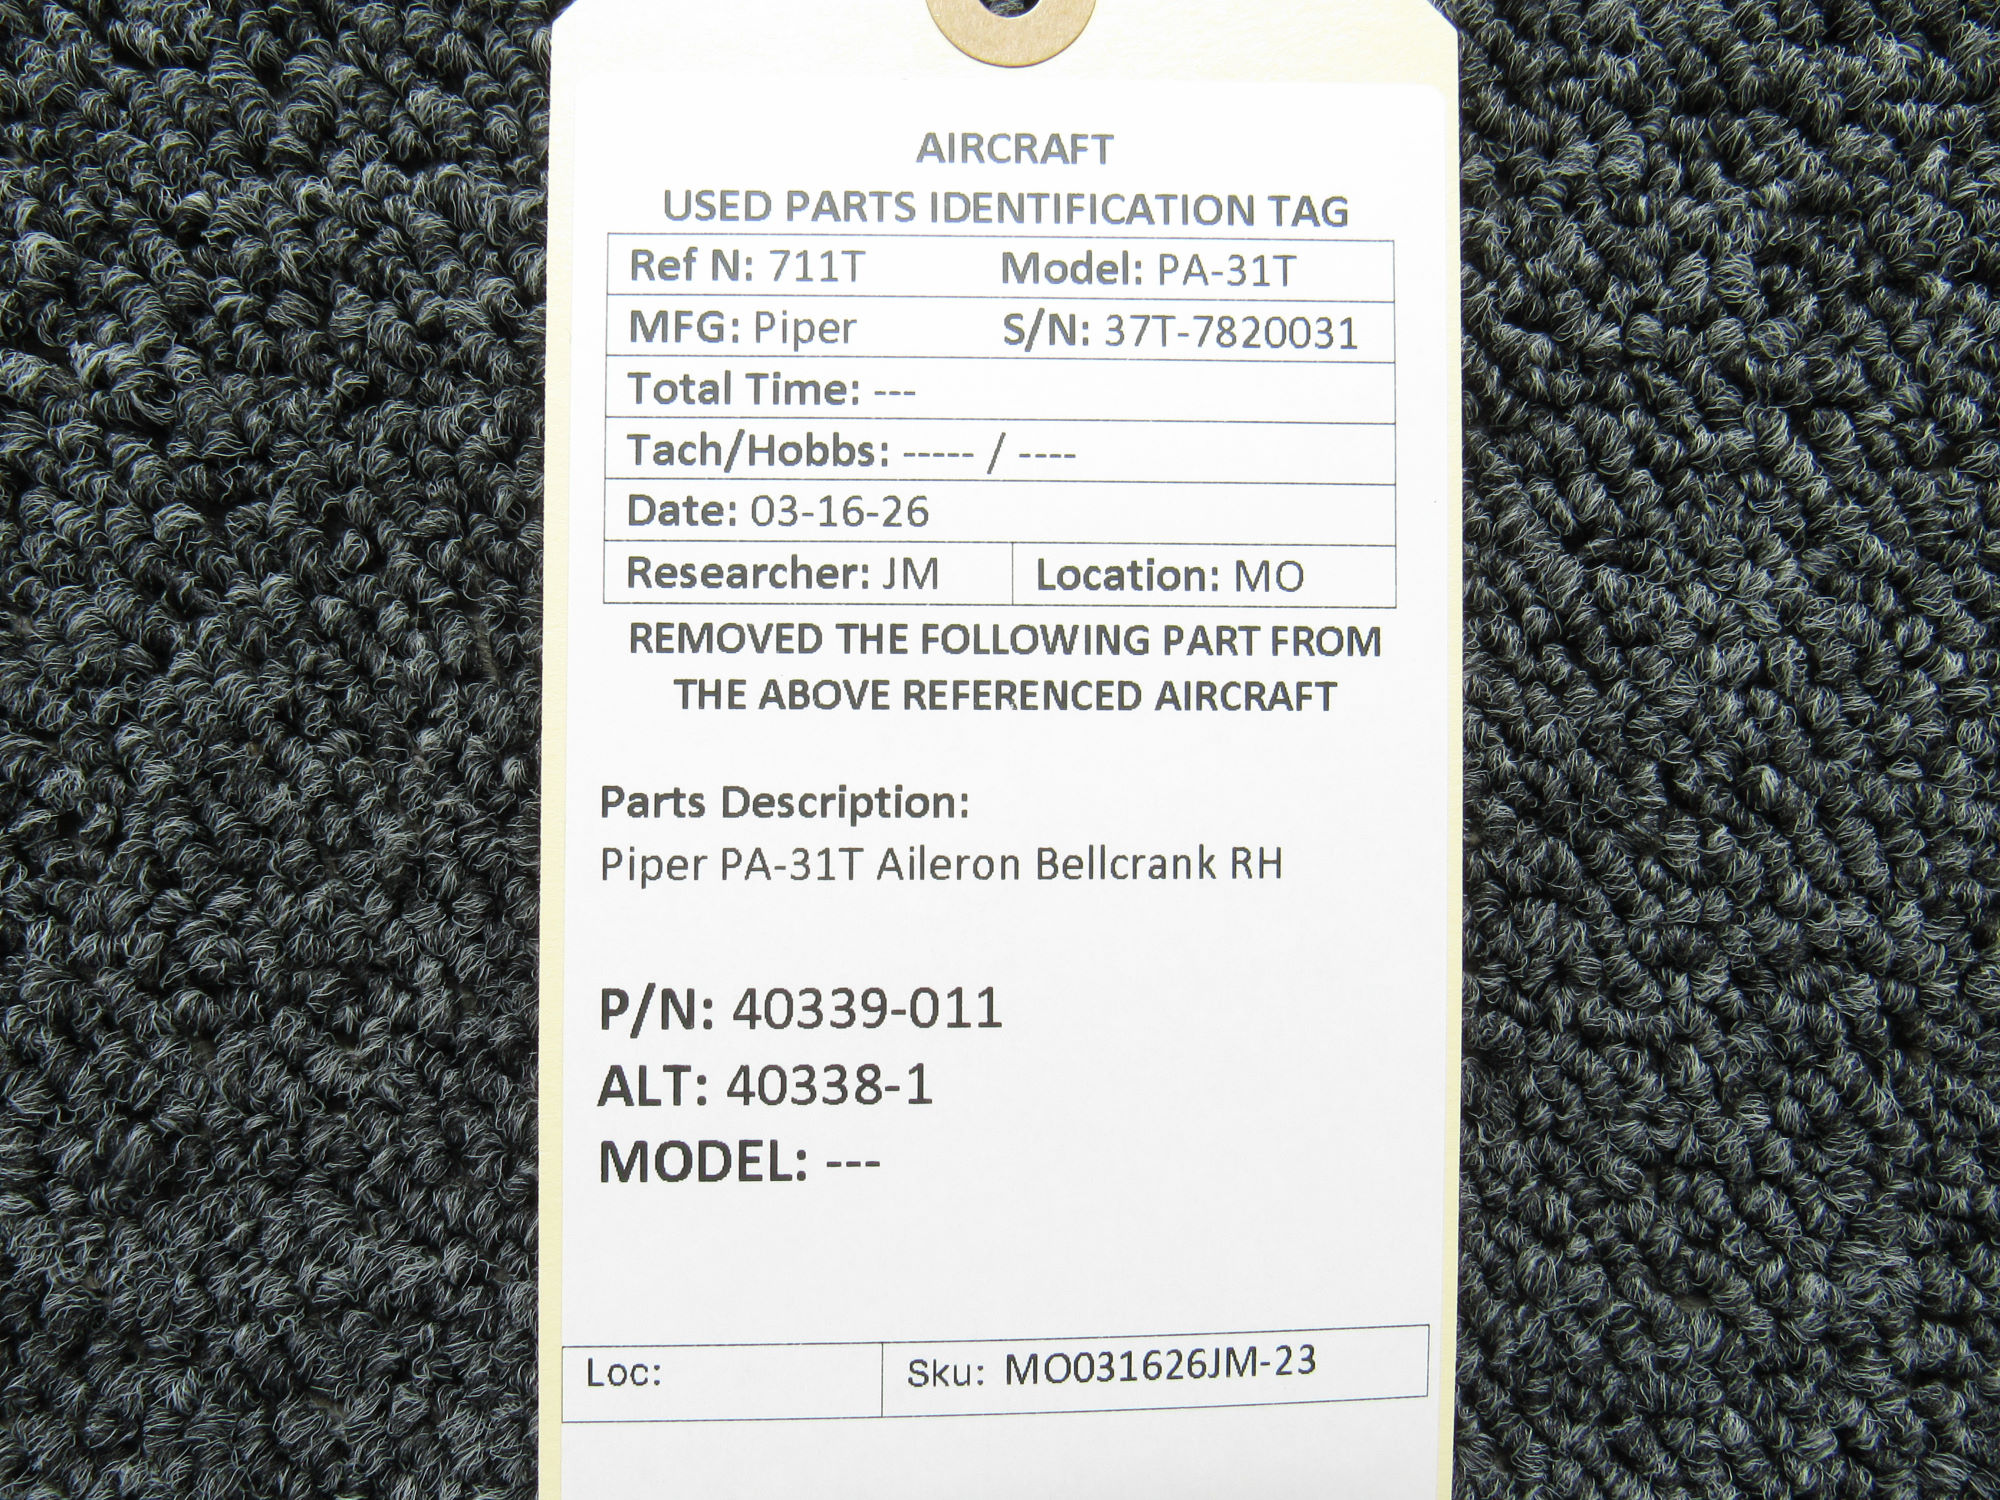 AIRCRAFT
USED PARTS IDENTIFICATION TAG
Ref N: 711T Model: PA-31T
MFG: Piper S/N: 37T-7820031
Total Time: ---
Tach/Hobbs: ----- / ----
Date: 03-16-26
Researcher: JM Location: MO
REMOVED THE FOLLOWING PART FROM
THE ABOVE REFERENCED AIRCRAFT
Parts Description:
Piper PA-31T Aileron Bellcrank RH
P/N: 40339-011
ALT: 40338-1
MODEL: ---
Loc: Sku: MO031626JM-23